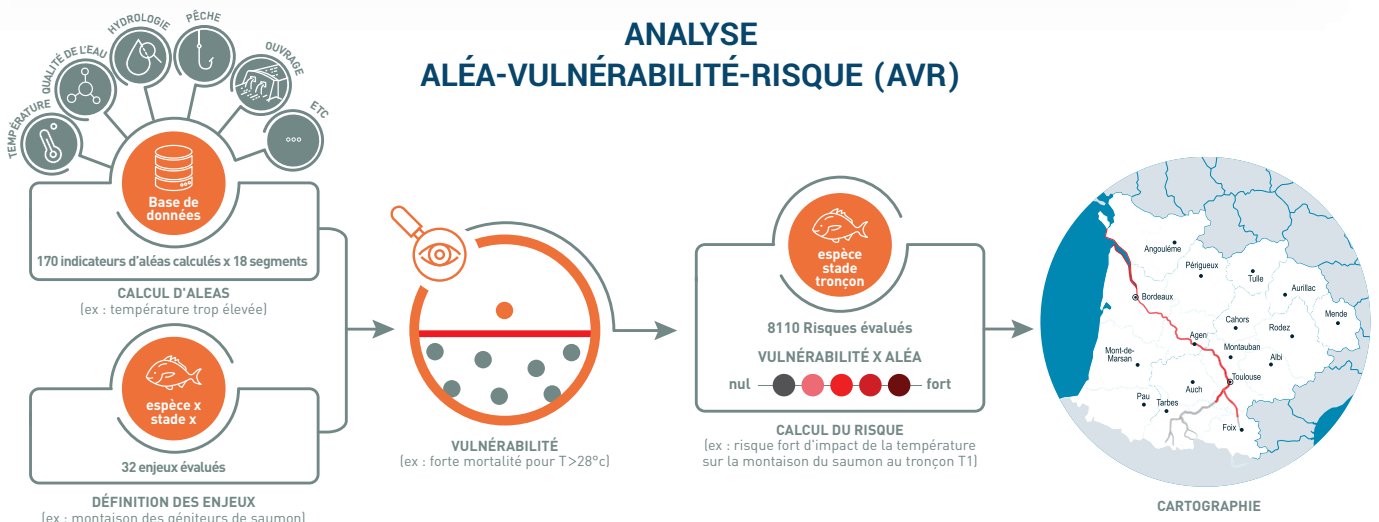 ANALYSE
ALÉA-VULNÉRABILITÉ-RISQUE (AVR)
TEMPÉRATURE
QUALITÉ DE L'EAU
HYDROLOGIE
PÊCHE
OUVRAGE
ETC
Base de
données
170 indicateurs d'aléas calculés x 18 segments
CALCUL D'ALEAS
(ex : température trop élevée)
espèce x
stade x
32 enjeux évalués
DÉFINITION DES ENJEUX
(ex : montaison des géniteurs de saumon)
VULNÉRABILITÉ
(ex : forte mortalité pour T>28°c)
espèce
stade
tronçon
8110 Risques évalués
VULNÉRABILITÉ X ALÉA
nul
fort
CALCUL DU RISQUE
(ex : risque fort d'impact de la température
sur la montaison du saumon au tronçon T1)
Angoulême
Périgueux
Tulle
Aurillac
Bordeaux
Cahors
Rodez
Mende
Agen
Montauban
Albi
Mont-de-
Marsan
Toulouse
Auch
Pau
Tarbes
Foix
CARTOGRAPHIE